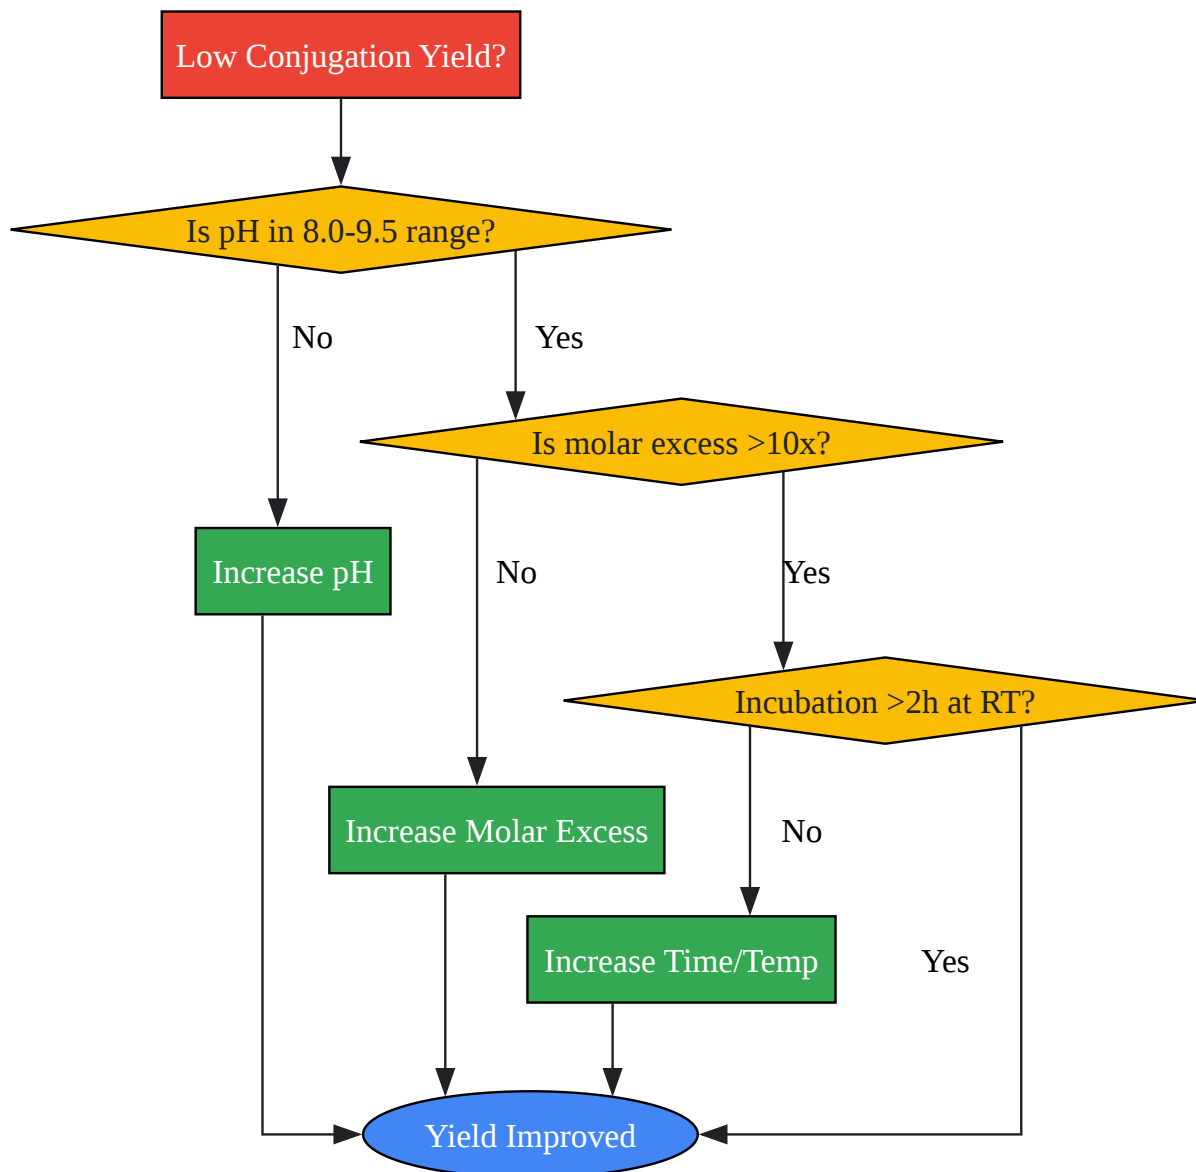 Low Conjugation Yield?
Is pH in 8.0-9.5 range?
No
Yes
Is molar excess >10x?
Increase pH
No
Yes
Incubation >2h at RT?
Increase Molar Excess
No
Increase Time/Temp
Yes
Yield Improved